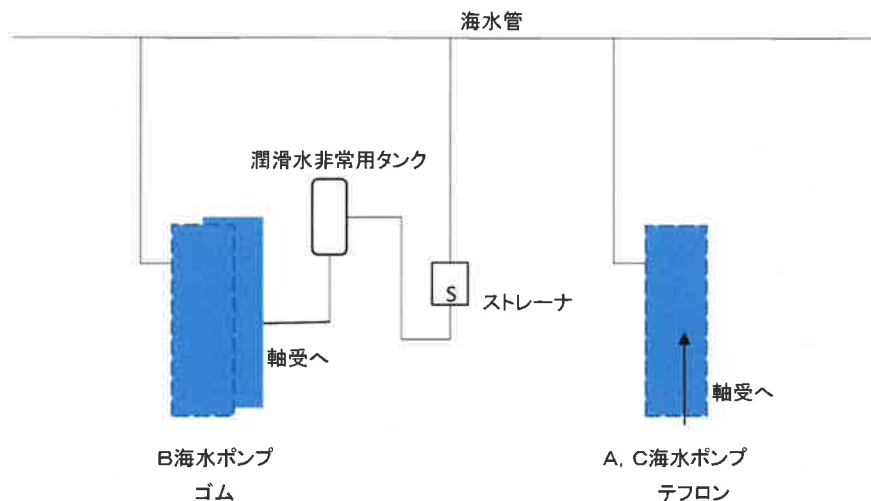 海水管
潤滑水非常用タンク
S
ストレーナ
軸受へ
軸受へ
B海水ポンプ
ゴム
A, C海水ポンプ
テフロン